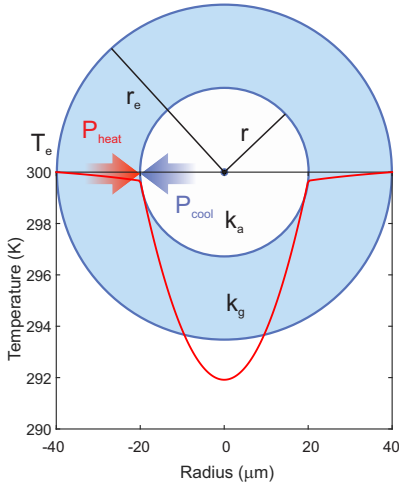 r_e
r
P_heat
T_e
P_cool
k_a
k_g
300
298
296
294
292
290
Temperature (K)
-40
-20
0
20
40
Radius (μm)